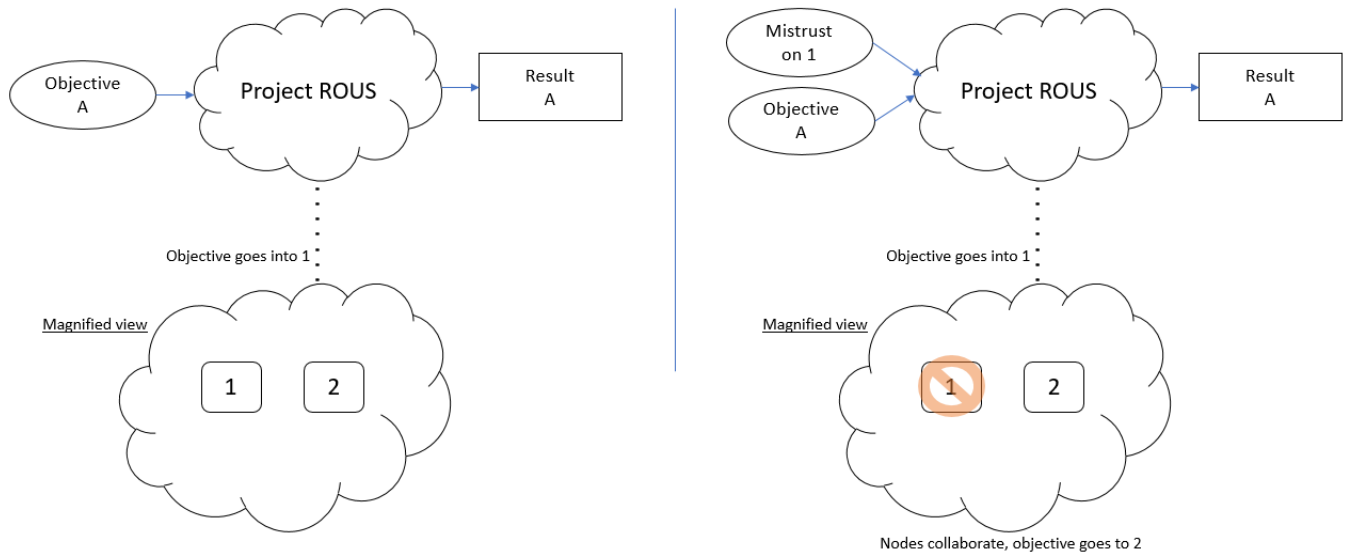 Objective
A
Project ROUS
Result
A
Objective goes into 1
Magnified view
1
2
Mistrust
on 1
Objective
A
Project ROUS
Result
A
Objective goes into 1
Magnified view
1
2
Nodes collaborate, objective goes to 2